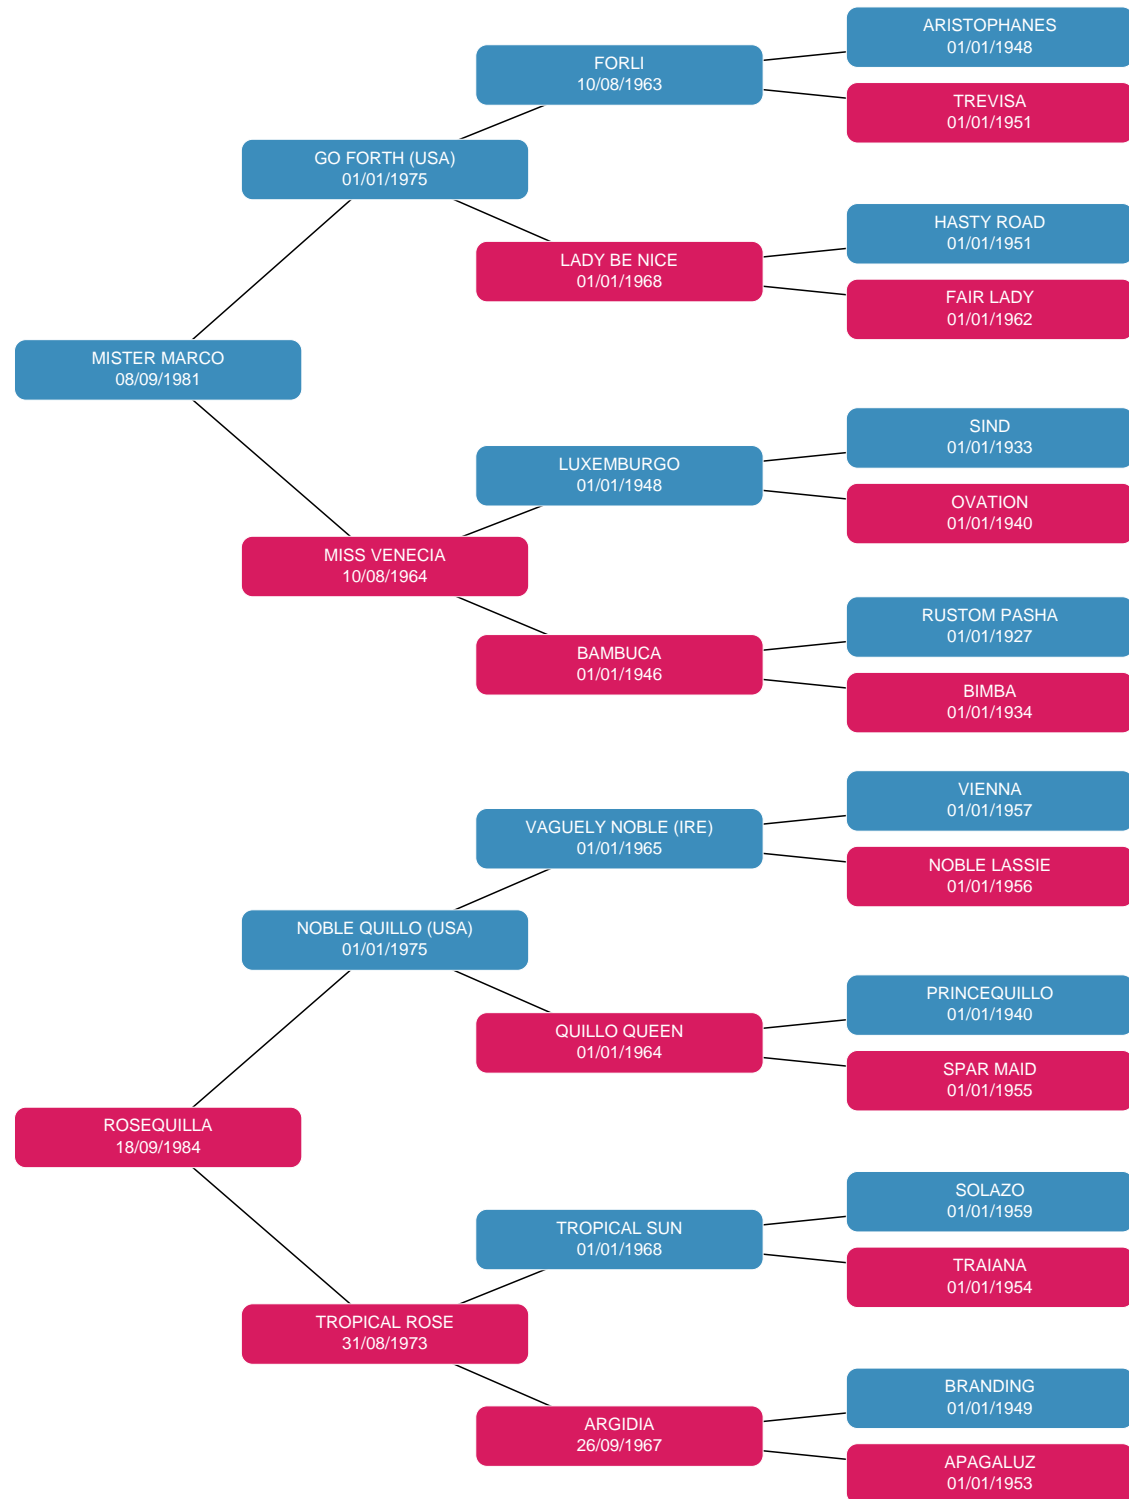 ARISTOPHANES
01/01/1948
FORLI
10/08/1963
TREVISA
01/01/1951
GO FORTH (USA)
01/01/1975
HASTY ROAD
01/01/1951
LADY BE NICE
01/01/1968
FAIR LADY
01/01/1962
MISTER MARCO
08/09/1981
SIND
01/01/1933
LUXEMBURGO
01/01/1948
OVATION
01/01/1940
MISS VENECIA
10/08/1964
RUSTOM PASHA
01/01/1927
BAMBUCA
01/01/1946
BIMBA
01/01/1934
VIENNA
01/01/1957
VAGUELY NOBLE (IRE)
01/01/1965
NOBLE LASSIE
01/01/1956
NOBLE QUILLO (USA)
01/01/1975
PRINCEQUILLO
01/01/1940
QUILLO QUEEN
01/01/1964
SPAR MAID
01/01/1955
ROSEQUILLA
18/09/1984
SOLAZO
01/01/1959
TROPICAL SUN
01/01/1968
TRAIANA
01/01/1954
TROPICAL ROSE
31/08/1973
BRANDING
01/01/1949
ARGIDIA
26/09/1967
APAGALUZ
01/01/1953